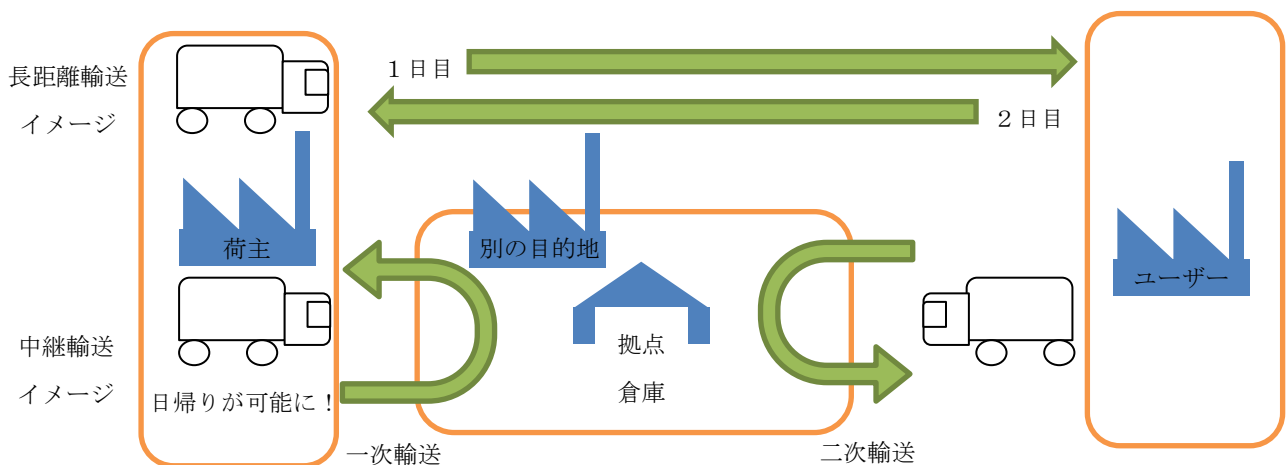 長距離輸送
イメージ
１日目
２日目
荷主
別の目的地
ユーザー
拠点
倉庫
中継輸送
イメージ
日帰りが可能に！
一次輸送
二次輸送